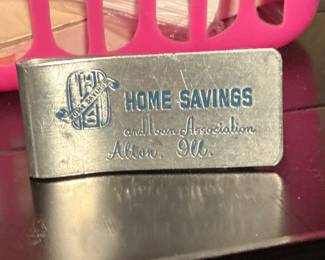 HOME SAVINGS
and Loan Association
Alton, Ill.